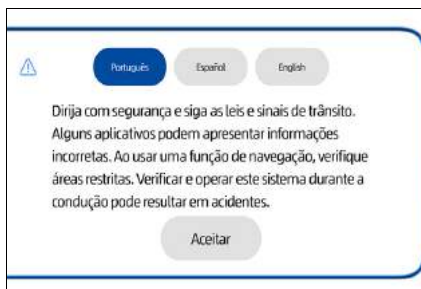 Português Español English
Dirija com segurança e siga as leis e sinais de trânsito.
Alguns aplicativos podem apresentar informações
incorretas. Ao usar uma função de navegação, verifique
áreas restritas. Verificar e operar este sistema durante a
condução pode resultar em acidentes.
Aceitar